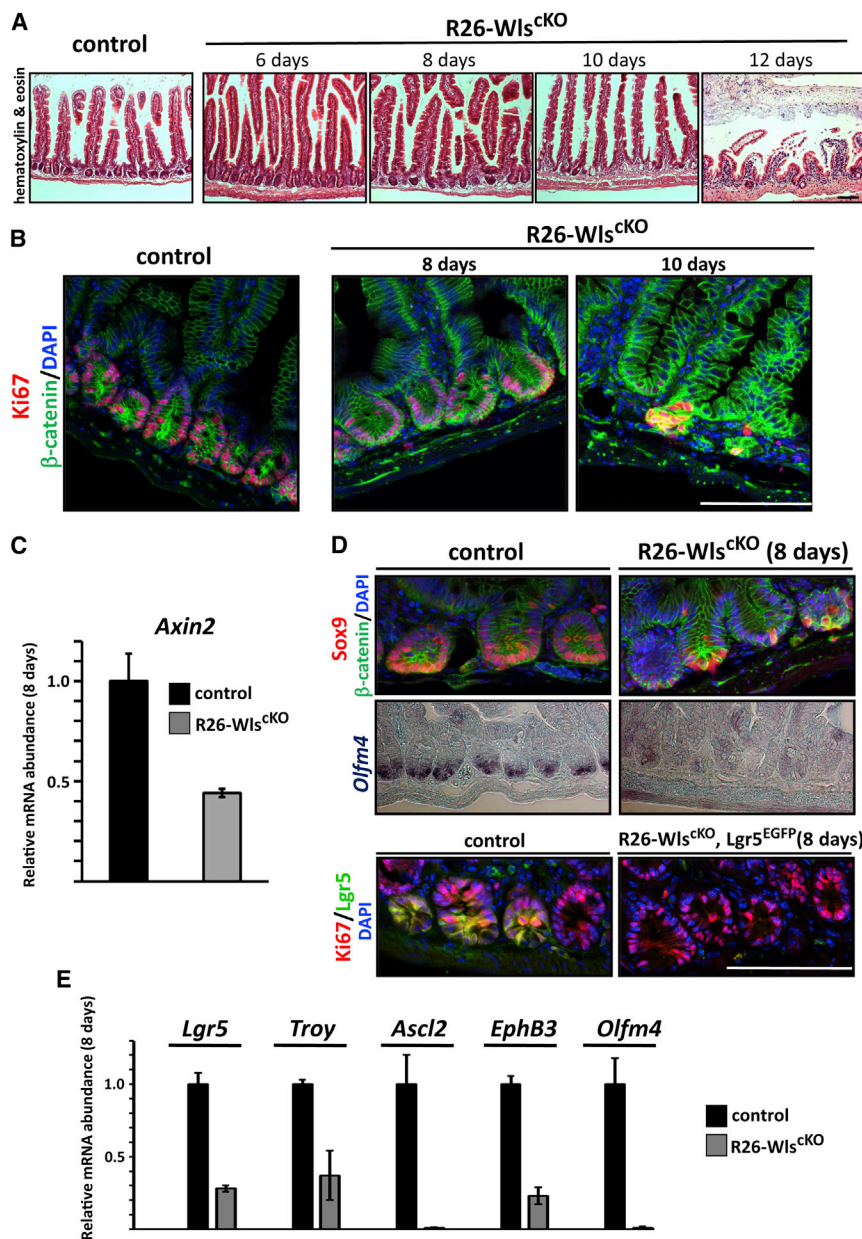 A
control
R26-Wls^cKO
6 days
8 days
10 days
12 days
hematoxylin & eosin
B
control
R26-Wls^cKO
8 days
10 days
Ki67
β-catenin/DAPI
C
Axin2
Relative mRNA abundance (8 days)
1.0
0.5
control
R26-Wls^cKO
D
control
R26-Wls^cKO (8 days)
Sox9
β-catenin/DAPI
Olfm4
control
R26-Wls^cKO, Lgr5^EGFP(8 days)
Ki67/Lgr5
DAPI
E
Relative mRNA abundance (8 days)
Lgr5
Troy
Ascl2
EphB3
Olfm4
1.0
0.5
control
R26-Wls^cKO